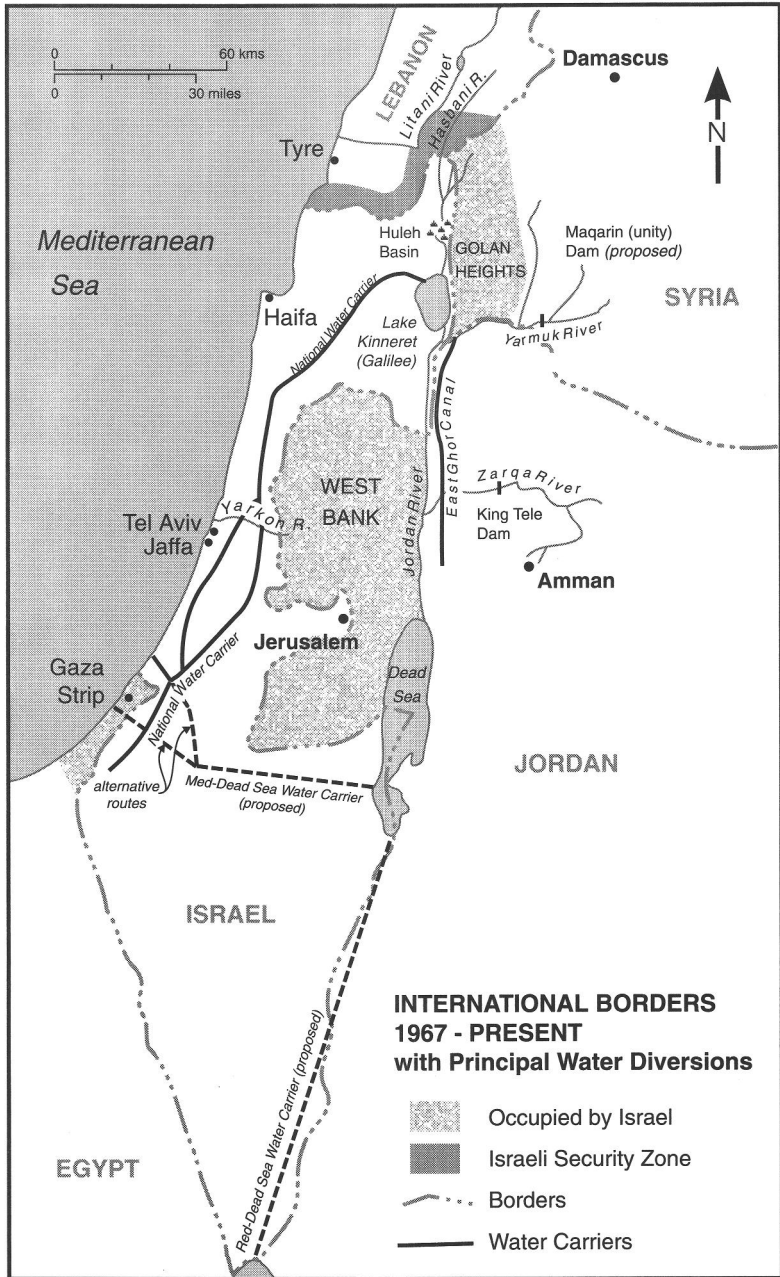 0 60 kms
0 30 miles
LEBANON
Litani River
Hasbani R.
Damascus
N
Tyre
Mediterranean
Sea
Huleh
Basin
GOLAN
HEIGHTS
Maqarin (unity)
Dam (proposed)
SYRIA
Haifa
National Water Carrier
Lake
Kinneret
(Galilee)
Yarmuk River
East Ghor Canal
WEST
BANK
Jordan River
Zarqa River
King Tele
Dam
Yarkon R.
Tel Aviv
Jaffa
Amman
Jerusalem
Gaza
Strip
National Water Carrier
Dead
Sea
JORDAN
alternative
routes
Med-Dead Sea Water Carrier
(proposed)
ISRAEL
Red-Dead Sea Water Carrier (proposed)
EGYPT
INTERNATIONAL BORDERS
1967 - PRESENT
with Principal Water Diversions
Occupied by Israel
Israeli Security Zone
Borders
Water Carriers